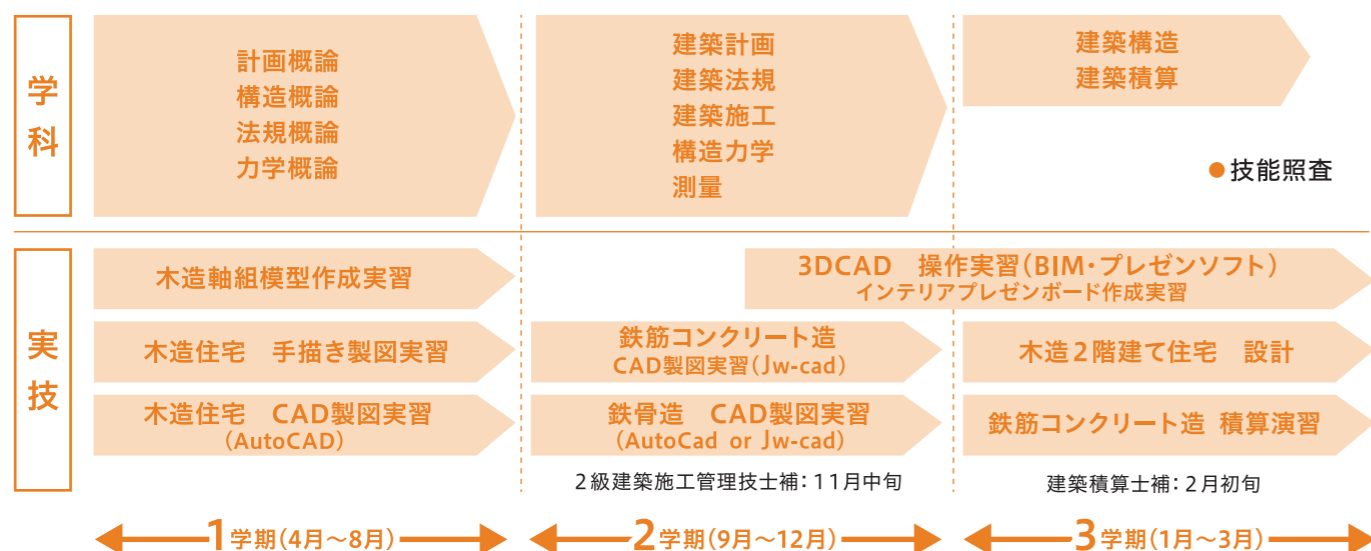 学科
計画概論
構造概論
法規概論
力学概論
建築計画
建築法規
建築施工
構造力学
測量
建築構造
建築積算
●技能照査
実技
木造軸組模型作成実習
木造住宅　手描き製図実習
木造住宅　CAD製図実習
(AutoCAD)
3DCAD　操作実習(BIM・プレゼンソフト)
インテリアプレゼンボード作成実習
鉄筋コンクリート造
CAD製図実習(Jw-cad)
鉄骨造　CAD製図実習
(AutoCad or Jw-cad)
2級建築施工管理技士補：11月中旬
木造2階建て住宅　設計
鉄筋コンクリート造 積算演習
建築積算士補：2月初旬
1学期(4月～8月)
2学期(9月～12月)
3学期(1月～3月)